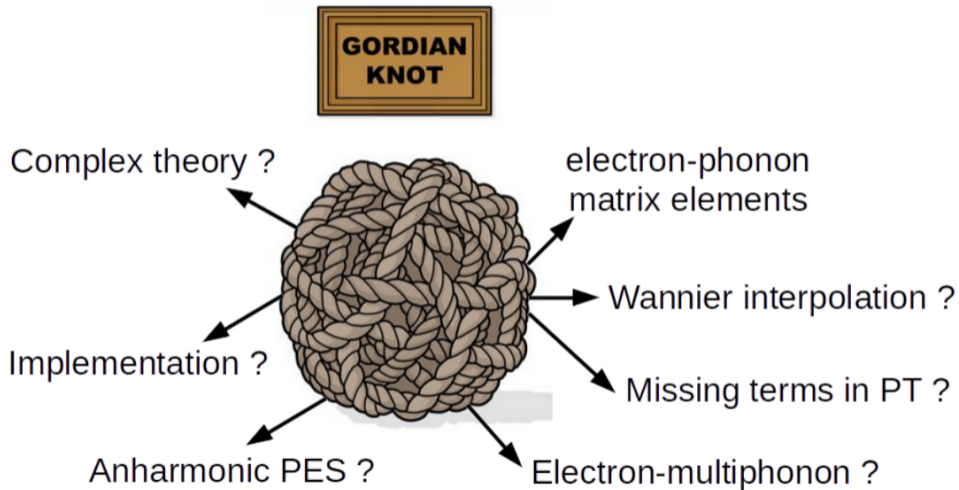 GORDIAN
KNOT
Complex theory ?
electron-phonon
matrix elements
Wannier interpolation ?
Implementation ?
Missing terms in PT ?
Anharmonic PES ?
Electron-multiphonon ?